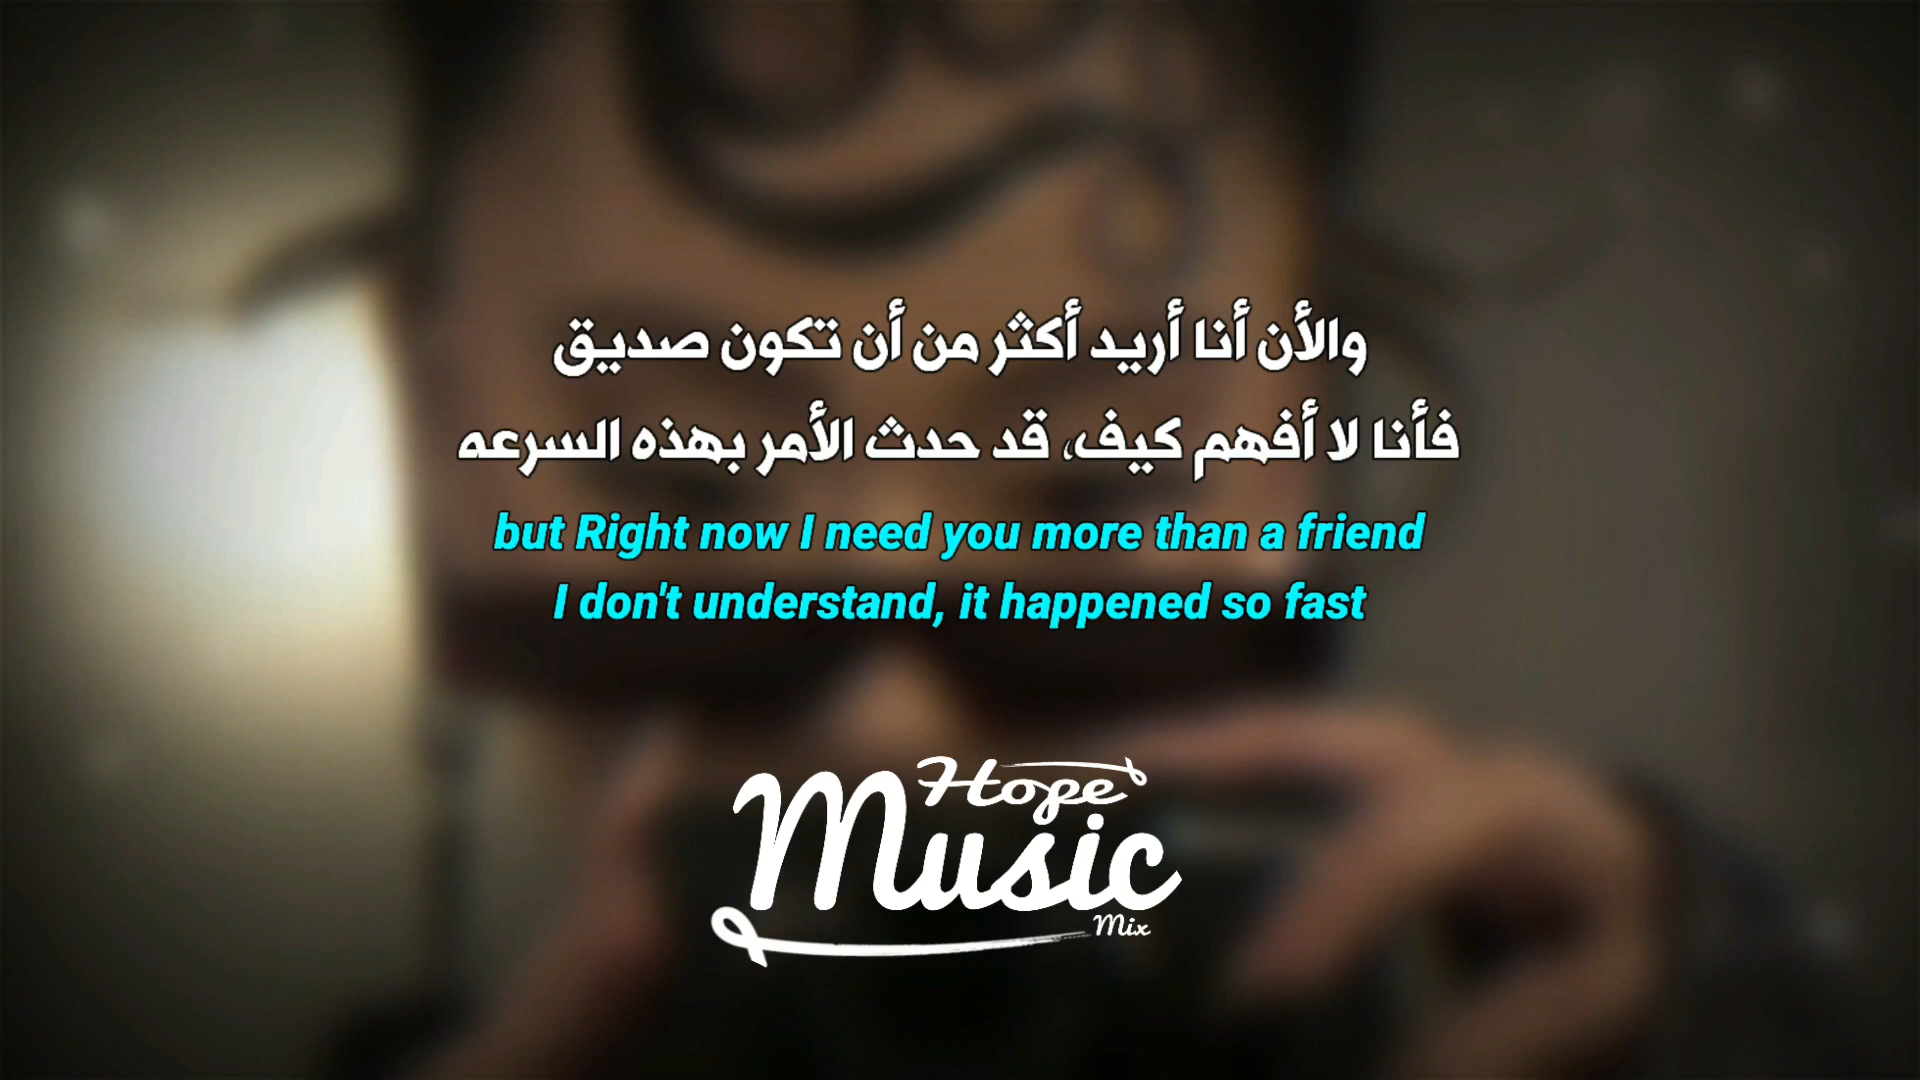 والأن أنا أريد أكثر من أن تكون صديق
فأنا لا أفهم كيف، قد حدث الأمر بهذه السرعه
but Right now I need you more than a friend
I don't understand, it happened so fast
Hope
Music
Mix